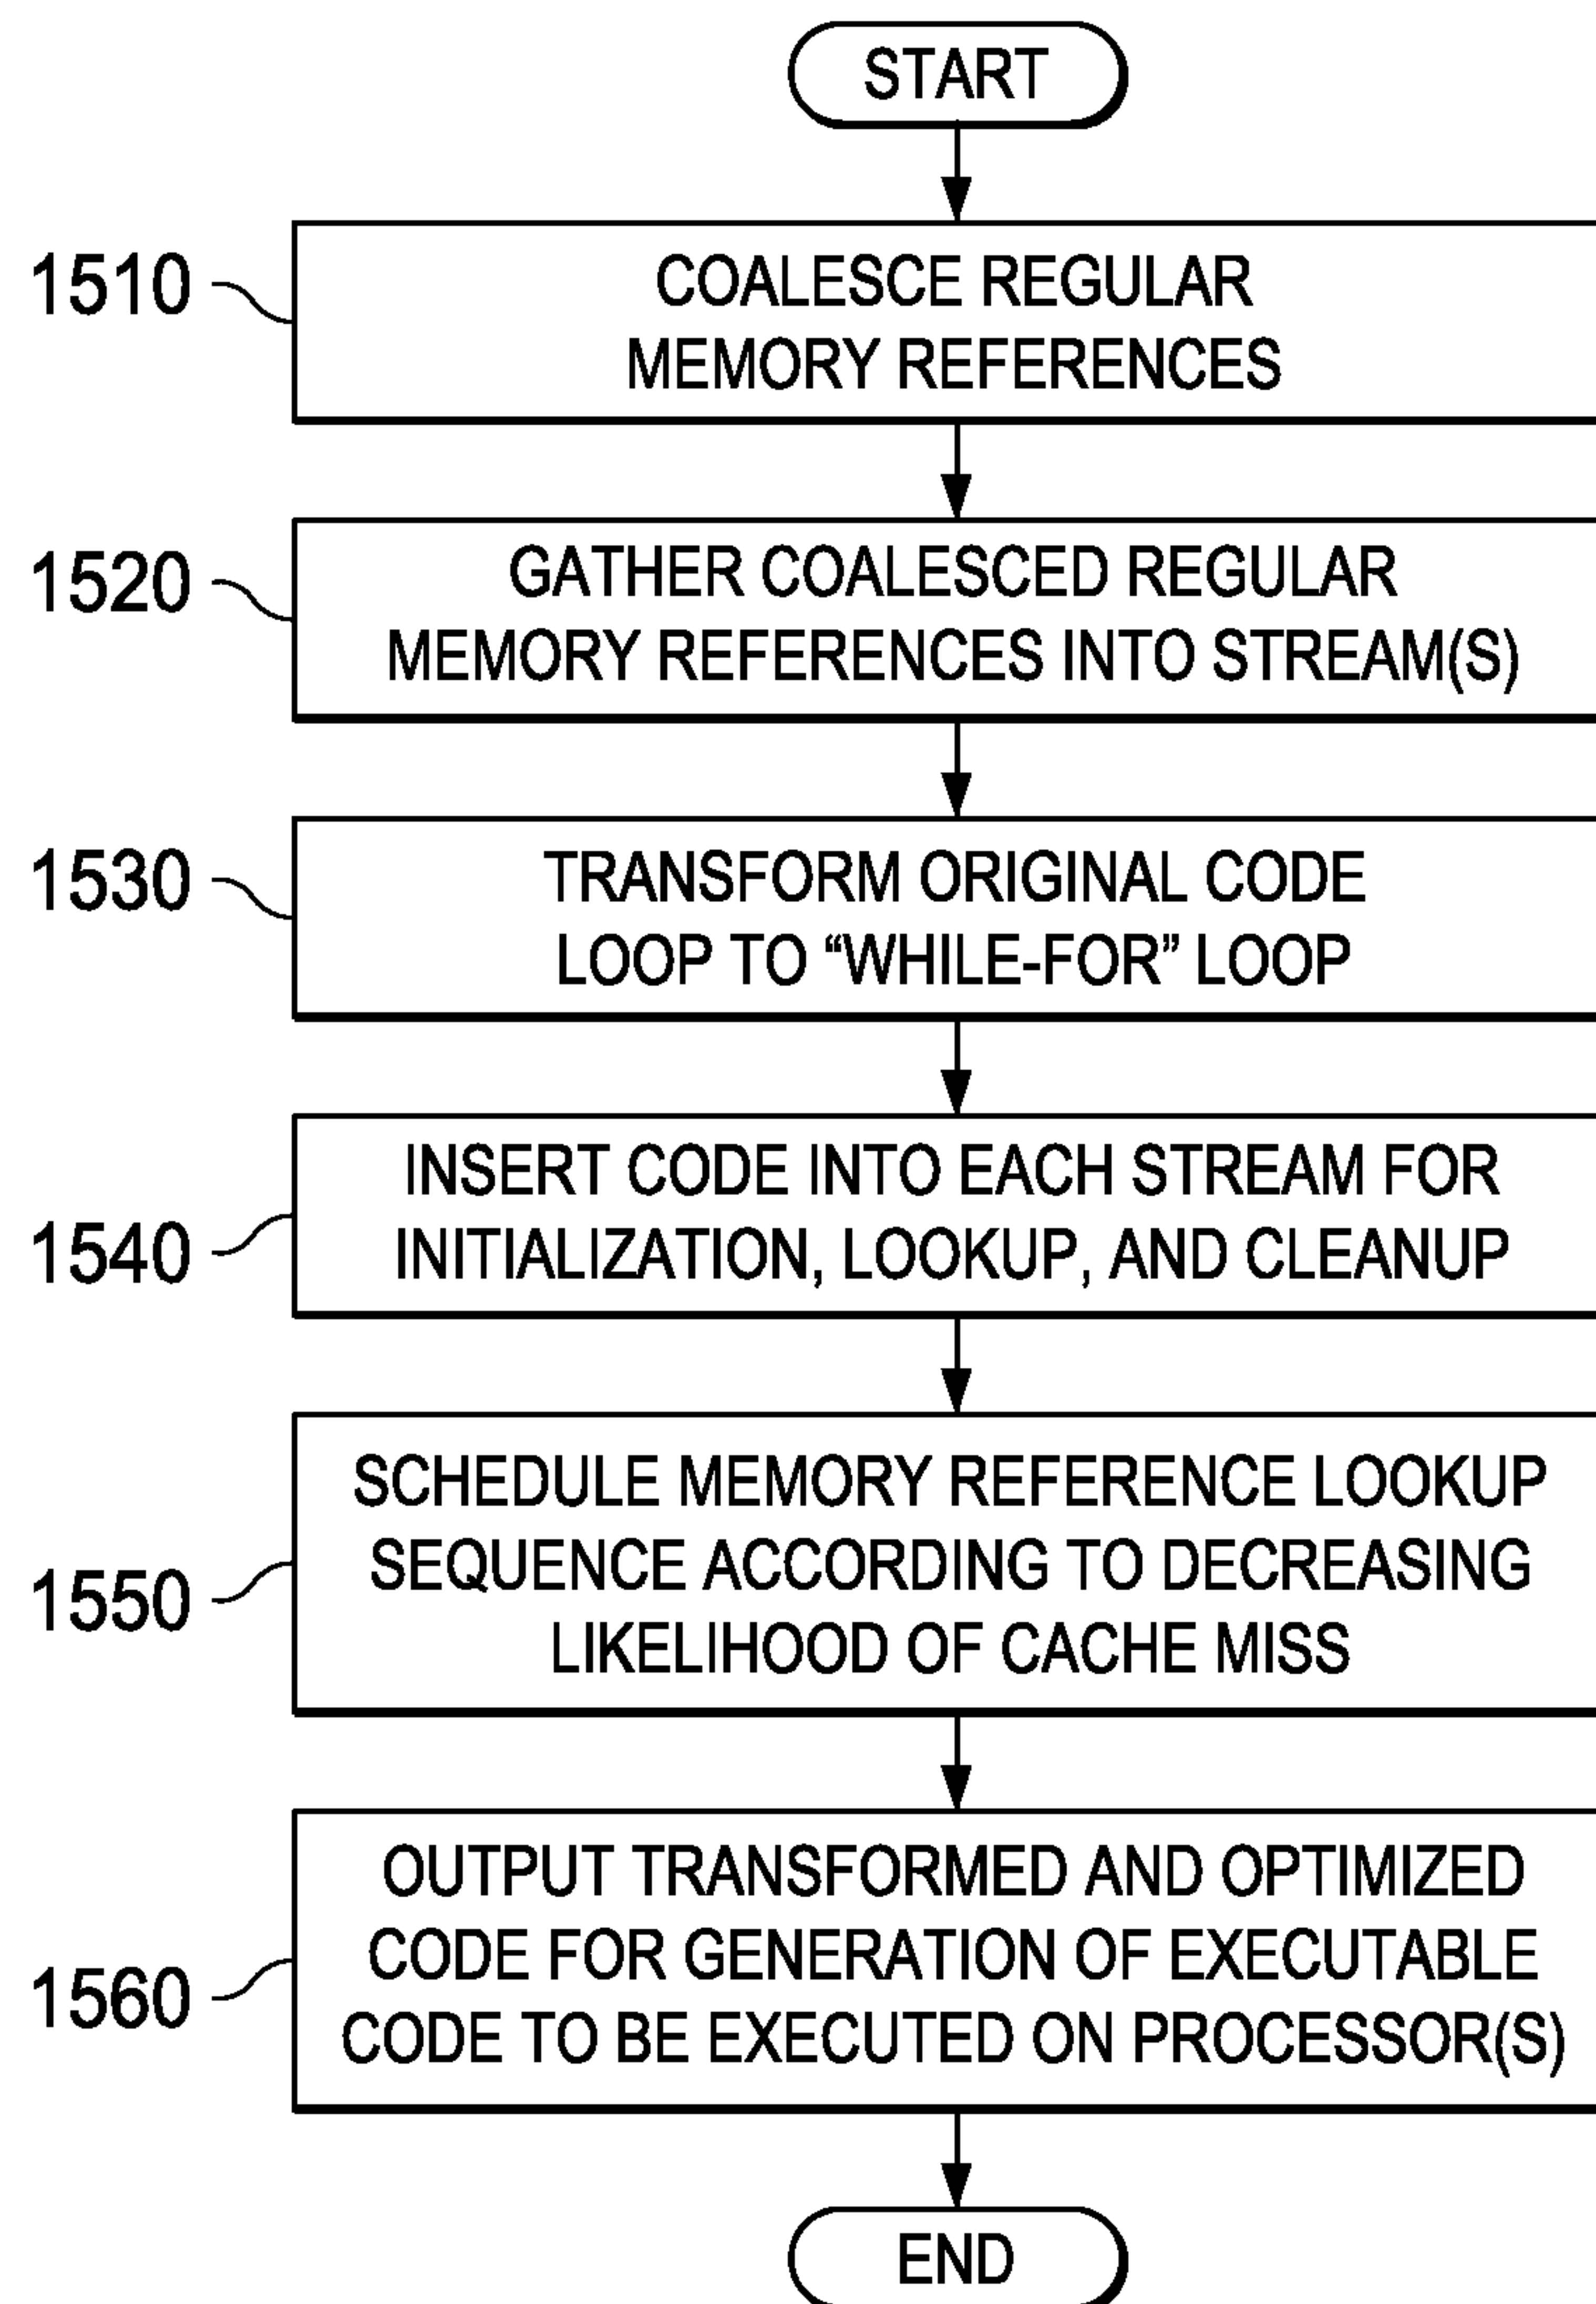 START
1510
COALESCE REGULAR
MEMORY REFERENCES
1520
GATHER COALESCED REGULAR
MEMORY REFERENCES INTO STREAM(S)
1530
TRANSFORM ORIGINAL CODE
LOOP TO “WHILE-FOR” LOOP
1540
INSERT CODE INTO EACH STREAM FOR
INITIALIZATION, LOOKUP, AND CLEANUP
1550
SCHEDULE MEMORY REFERENCE LOOKUP
SEQUENCE ACCORDING TO DECREASING
LIKELIHOOD OF CACHE MISS
1560
OUTPUT TRANSFORMED AND OPTIMIZED
CODE FOR GENERATION OF EXECUTABLE
CODE TO BE EXECUTED ON PROCESSOR(S)
END